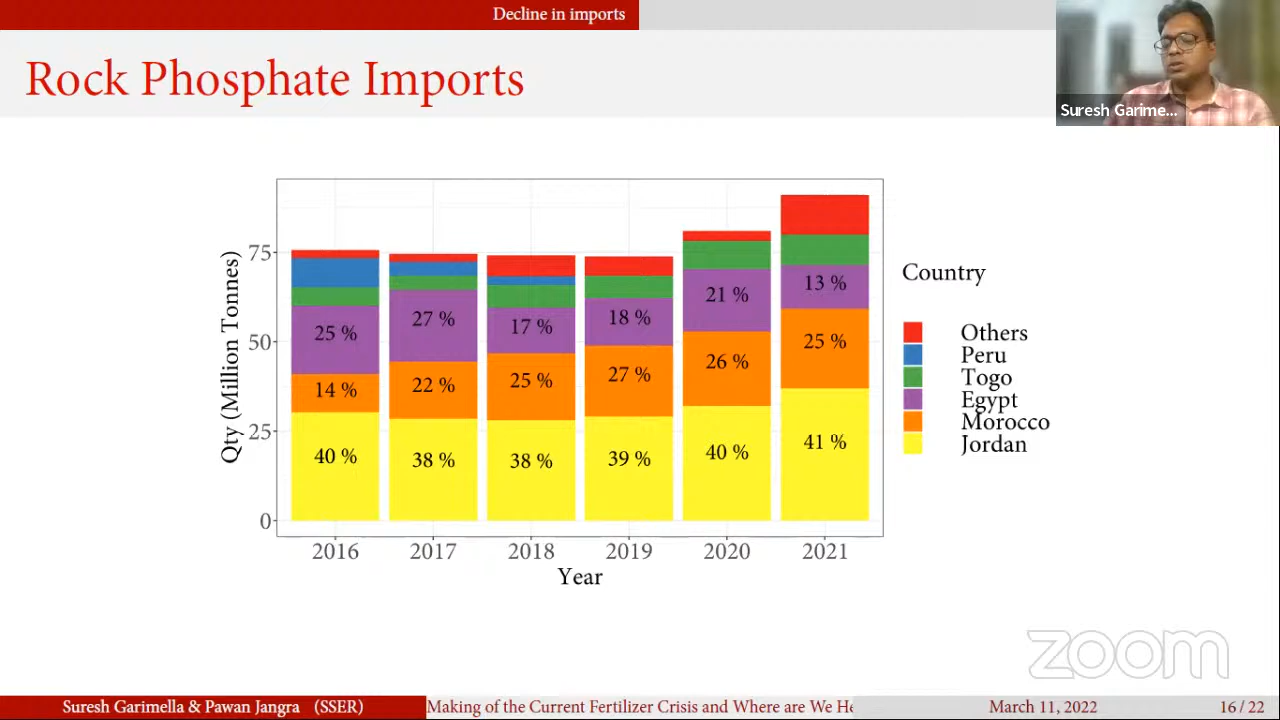 Decline in imports
Rock Phosphate Imports
Suresh Garime...
Qty (Million Tonnes)
75
50
25
0
25 %
14 %
40 %
27 %
22 %
38 %
17 %
25 %
38 %
18 %
27 %
39 %
21 %
26 %
40 %
13 %
25 %
41 %
2016 2017 2018 2019 2020 2021
Year
Country
Others
Peru
Togo
Egypt
Morocco
Jordan
zoom
Suresh Garimella & Pawan Jangra (SSER) Making of the Current Fertilizer Crisis and Where are We He March 11, 2022 16 / 22